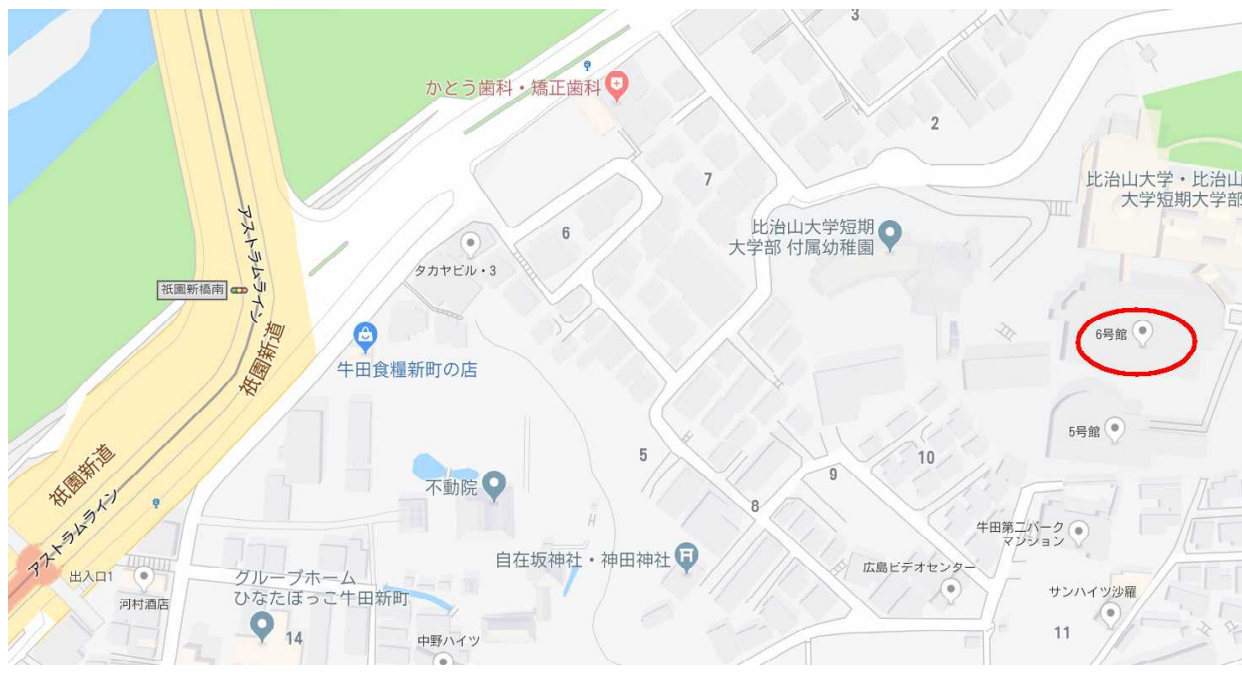 3
かとう歯科・矯正歯科
2
7
比治山大学・比治山
大学短期大学部
アストラムライン
6
比治山大学短期
大学部 付属幼稚園
タカヤビル・3
祇園新橋南
祇園新道
6号館
牛田食糧新町の店
5号館
5
10
9
祇園新道
不動院
8
アストラムライン
牛田第二パーク
マンション
自在坂神社・神田神社
広島ビデオセンター
出入口1
グループホーム
ひなたぼっこ牛田新町
サンハイツ沙羅
河村酒店
14
中野ハイツ
11